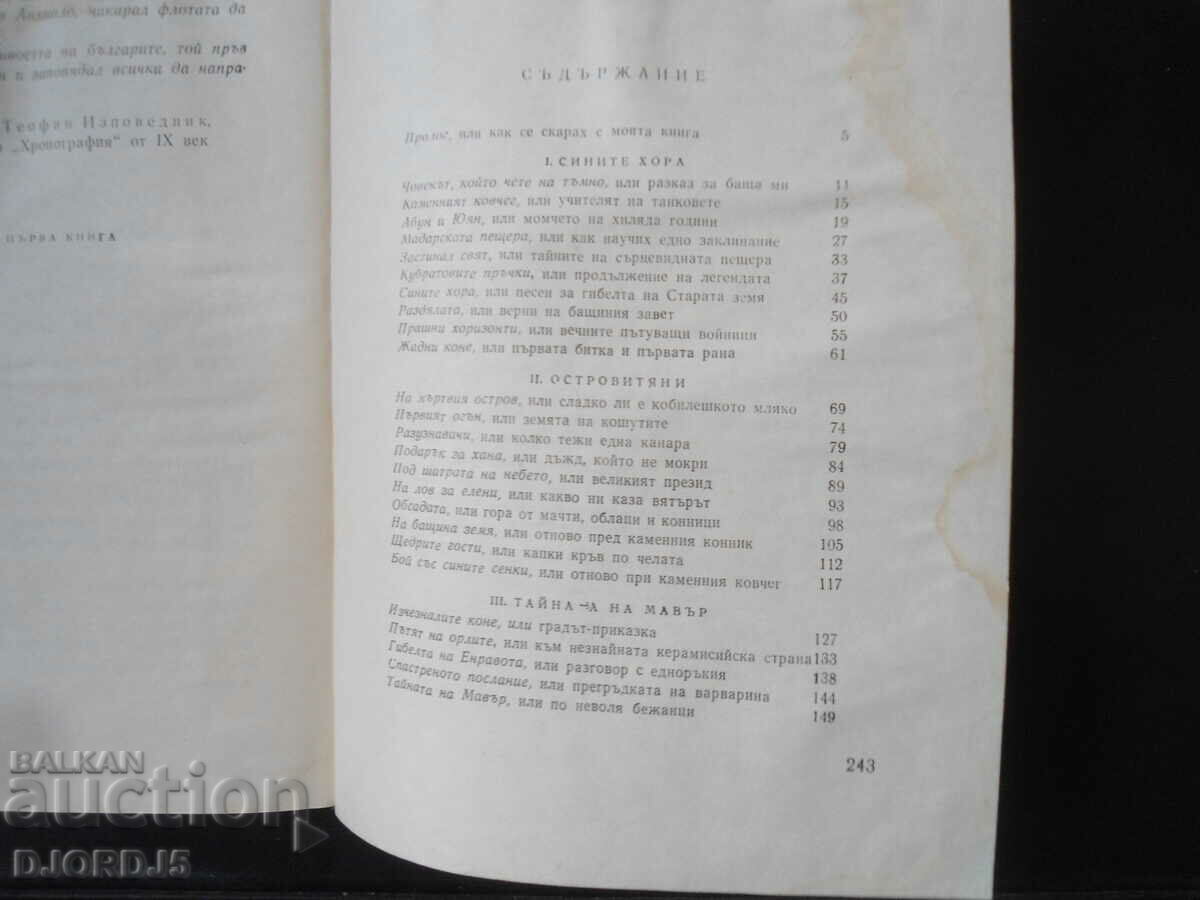 Анхиало, накарал флотата да
на българите, той пръв
и заповядал всички да напра-
Теофан Изповедник,
„Хронография“ от IX век
ПЪРВА КНИГА
СЪДЪРЖАНИЕ
Пролог, или как се скарах с моята книга 5
I. СИНИТЕ ХОРА
Човекът, който чете на тъмно, или разказ за баща ми 11
Каменният ковчег, или учителят на танковете 15
Абун и Юян, или момчето на хиляда години 19
Мадарската пещера, или как научих едно заклинание 27
Застинал свят, или тайните на сърцевидната пещера 33
Кубратовите пръчки, или продължение на легендата 37
Сините хора, или песен за гибелта на Старата земя 45
Раздялата, или верни на бащиния завет 50
Прашни хоризонти, или вечните пътуващи войници 55
Жадни коне, или първата битка и първата рана 61
II. ОСТРОВИТЯНИ
На хъртвия остров, или сладко ли е кобилешкото мляко 69
Първият огън, или земята на кошутите 74
Разузнавачи, или колко тежи една канара 79
Подарък за хана, или дъжд, който не мокри 84
Под шатрата на небето, или великият презид 89
На лов за елени, или какво ни каза вятърът 93
Обсадата, или гора от мачти, облаци и конници 98
На бащина земя, или отново пред каменния конник 105
Щедрите гости, или капки кръв по челата 112
Бой със сините сенки, или отново при каменния ковчег 117
III. ТАЙНА-А НА МАВЪР
Изчезналите коне, или градът-приказка 127
Пътят на орлите, или към незнайната керамисийска страна 133
Гибелта на Енравота, или разговор с едноръкия 138
Спастреното послание, или прегръдката на варварина 144
Тайната на Мавър, или по неволя бежанци 149
243
BALKAN
auction
DJORDJ5